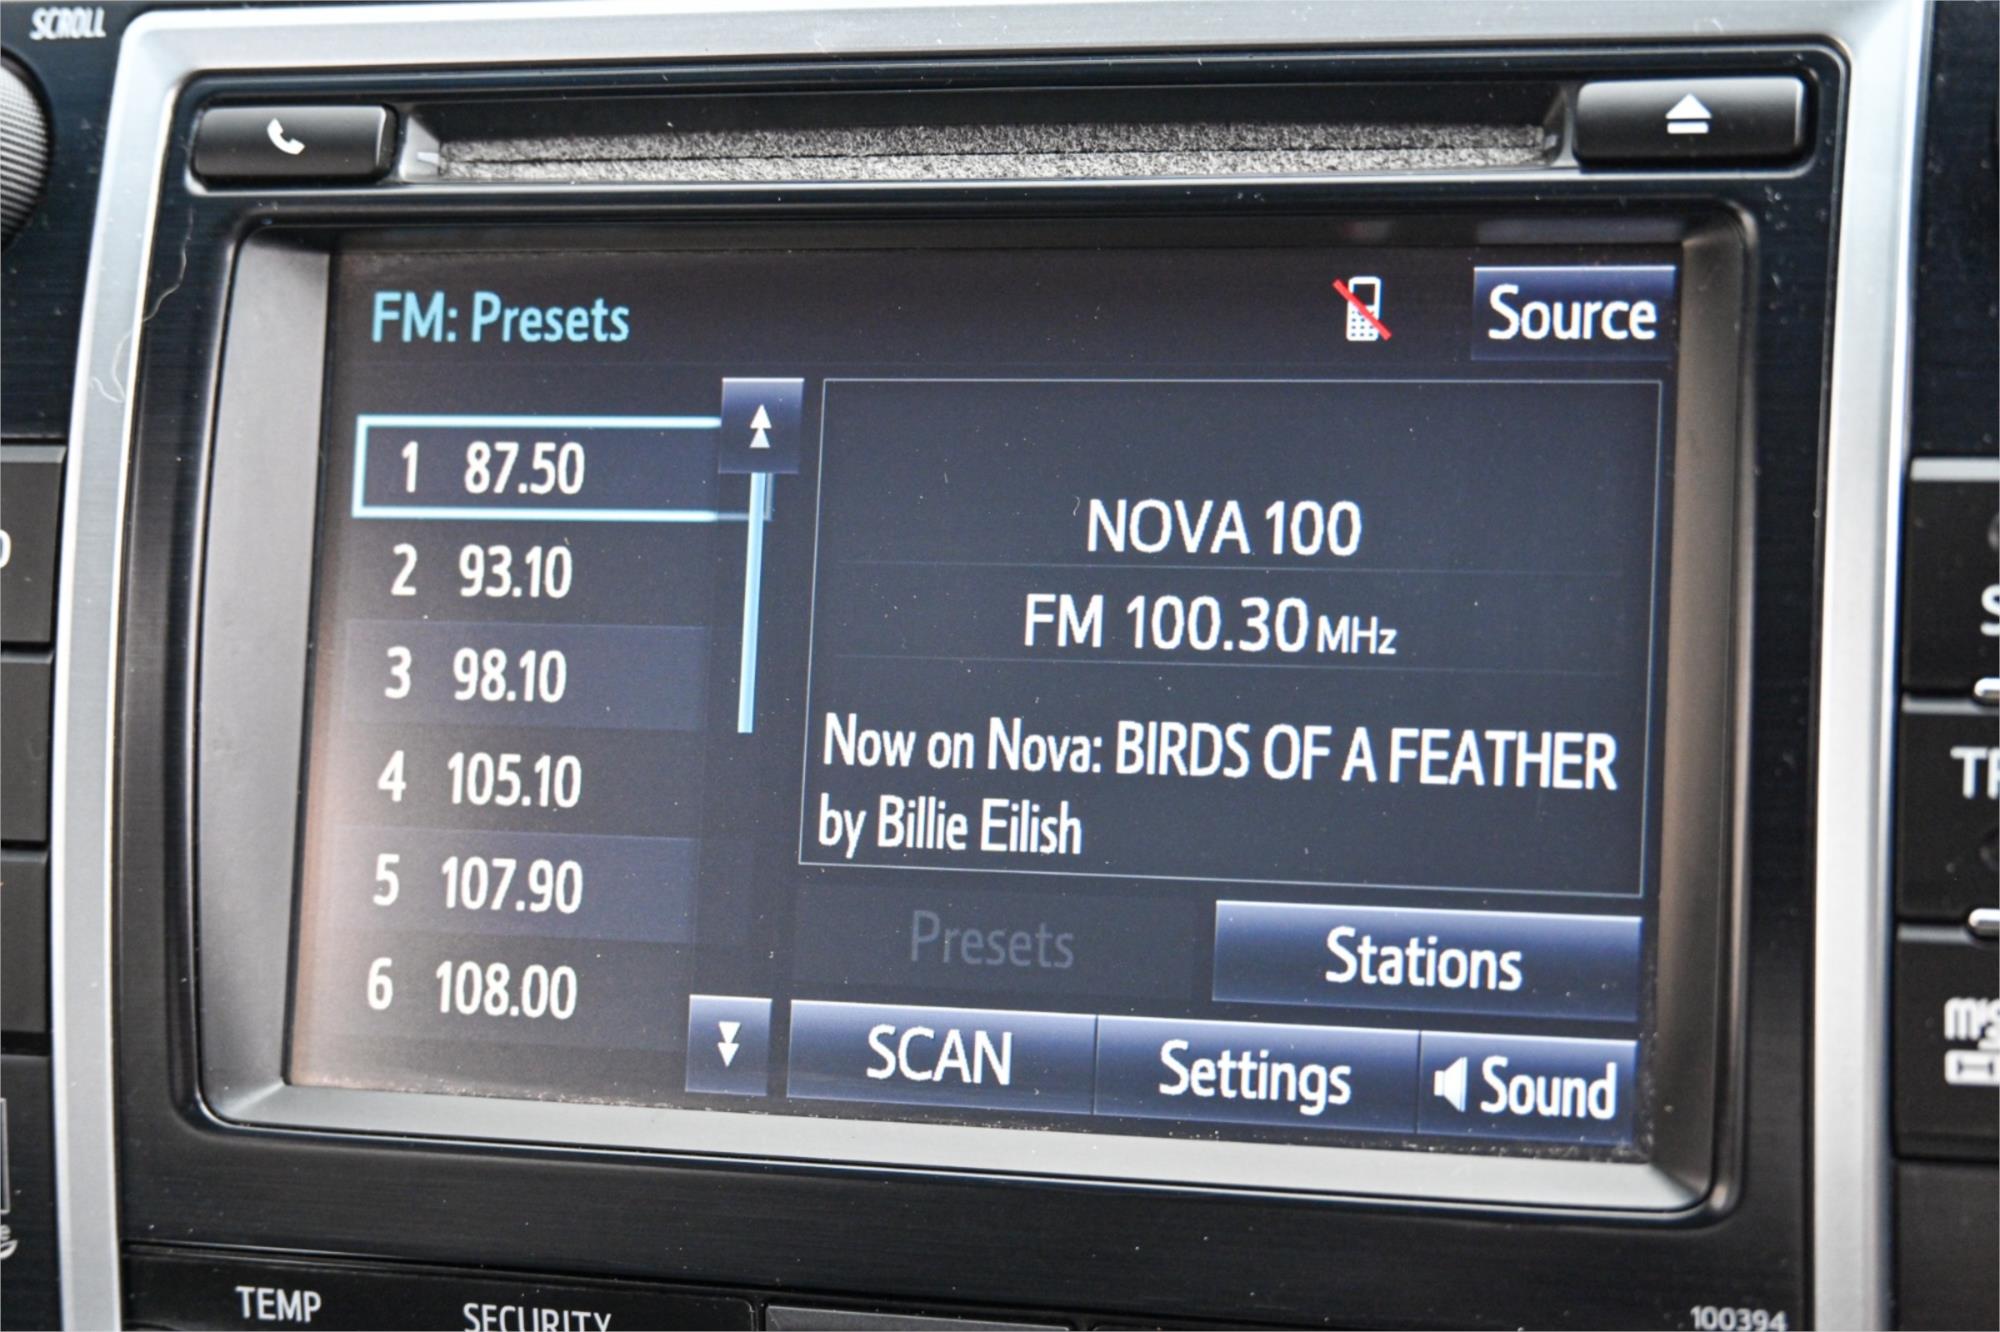 SCROLL
FM: Presets
Source
1 87.50
2 93.10
3 98.10
4 105.10
5 107.90
6 108.00
NOVA 100
FM 100.30 MHz
Now on Nova: BIRDS OF A FEATHER
by Billie Eilish
Presets
Stations
SCAN
Settings
Sound
TEMP
SECURITY
100394